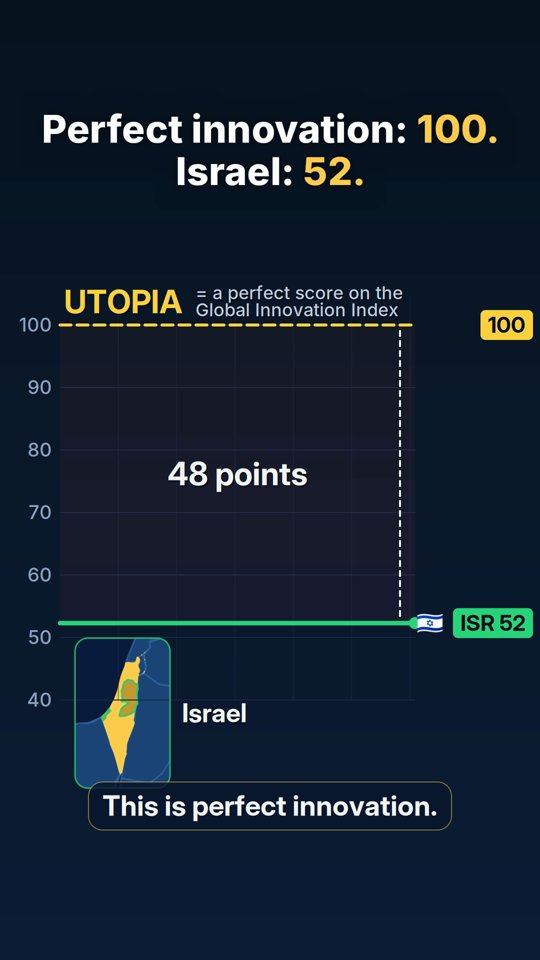 Perfect innovation: 100.
Israel: 52.
UTOPIA = a perfect score on the
Global Innovation Index
100
100
90
80
48 points
70
60
ISR 52
50
40
Israel
This is perfect innovation.